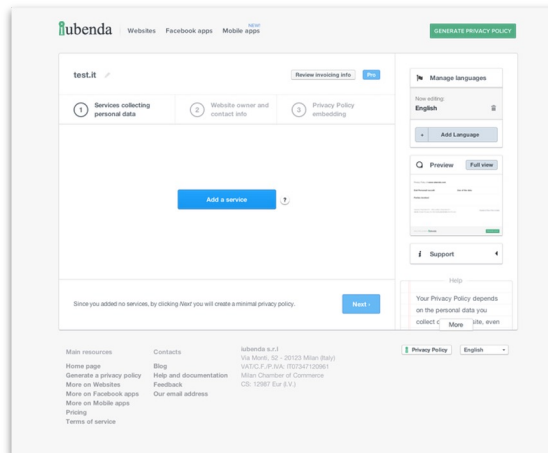 iubenda
Websites Facebook apps Mobile apps NEW!
GENERATE PRIVACY POLICY
test.it
Review invoicing info Pro
1 Services collecting
personal data
2 Website owner and
contact info
3 Privacy Policy
embedding
Add a service ?
Since you added no services, by clicking Next you will create a minimal privacy policy.
Next ›
Manage languages
Now editing:
English
+ Add Language
Preview Full view
i Support
Help
Your Privacy Policy depends
on the personal data you
More
Main resources
Home page
Generate a privacy policy
More on Websites
More on Facebook apps
More on Mobile apps
Pricing
Terms of service
Contacts
Blog
Help and documentation
Feedback
Our email address
iubenda s.r.l
Via Monti, 52 - 20123 Milan (Italy)
VAT/C.F./P.IVA: IT07347120961
Milan Chamber of Commerce
CS: 12987 Eur (I.V.)
Privacy Policy
English